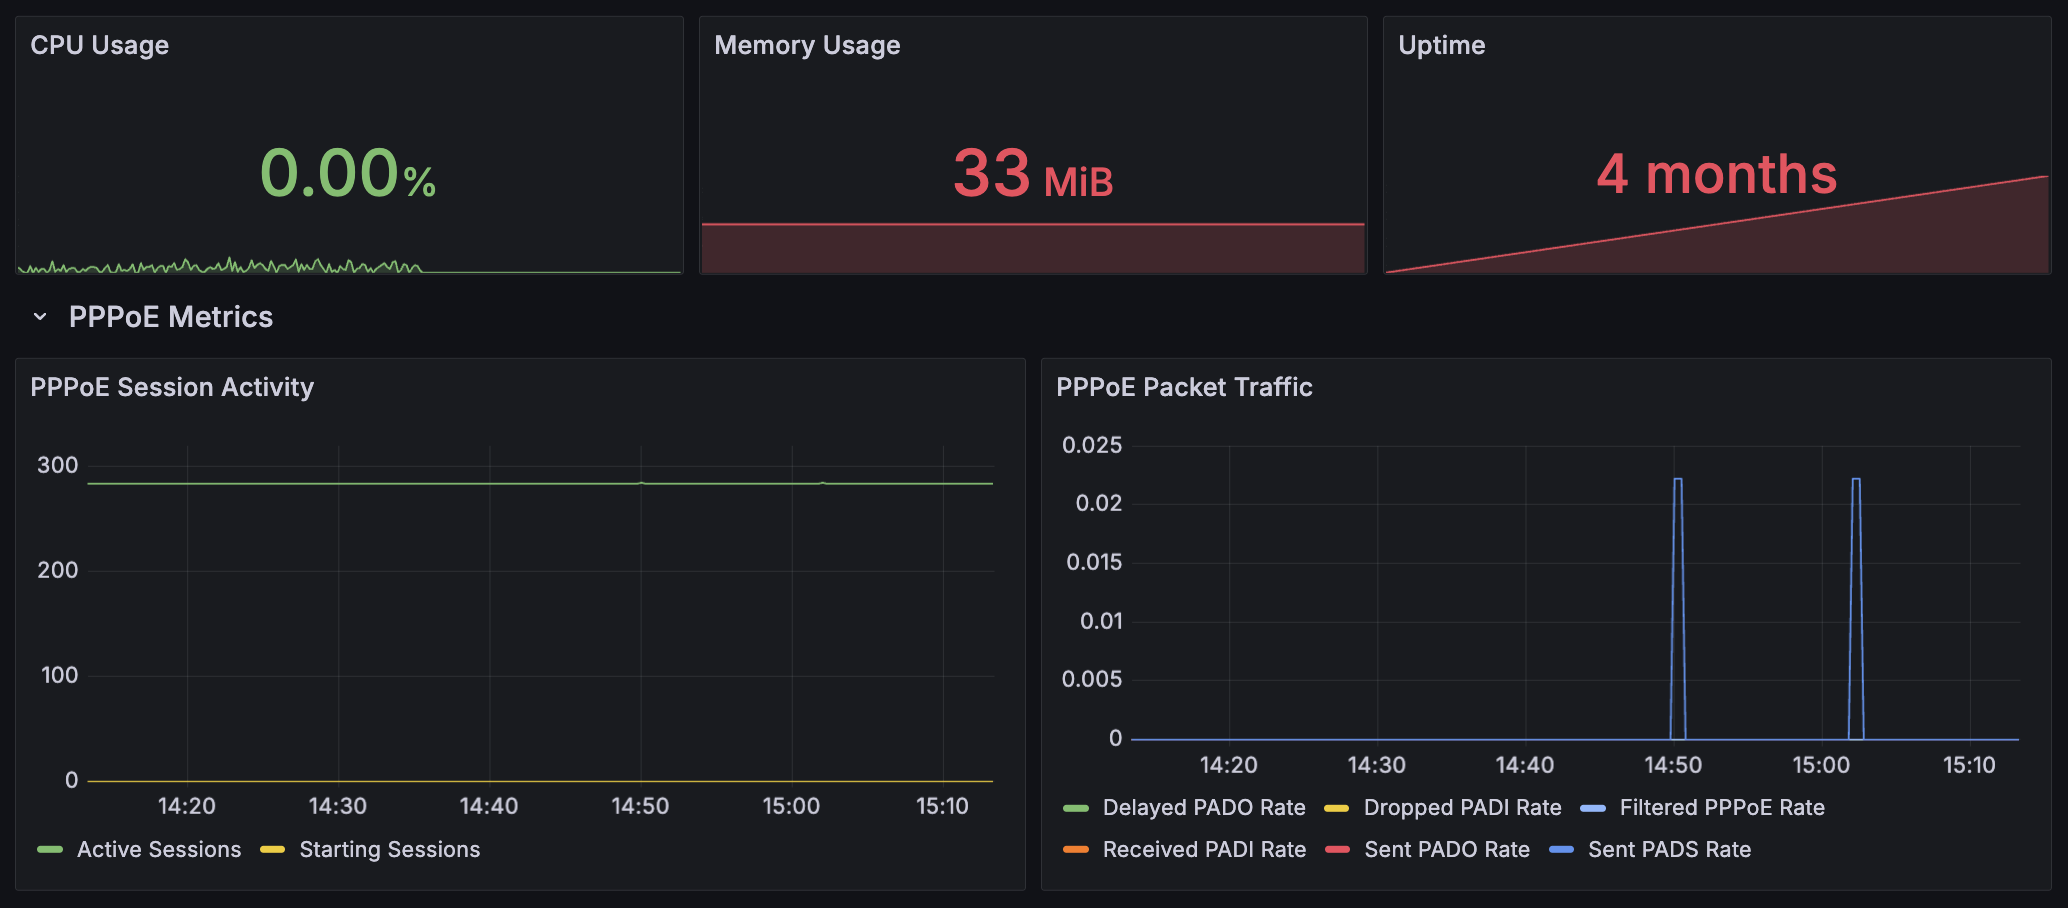 CPU Usage
0.00%
Memory Usage
33 MiB
Uptime
4 months
PPPoE Metrics
PPPoE Session Activity
300
200
100
0
14:20 14:30 14:40 14:50 15:00 15:10
Active Sessions Starting Sessions
PPPoE Packet Traffic
0.025
0.02
0.015
0.01
0.005
0
14:20 14:30 14:40 14:50 15:00 15:10
Delayed PADO Rate Dropped PADI Rate Filtered PPPoE Rate
Received PADI Rate Sent PADO Rate Sent PADS Rate